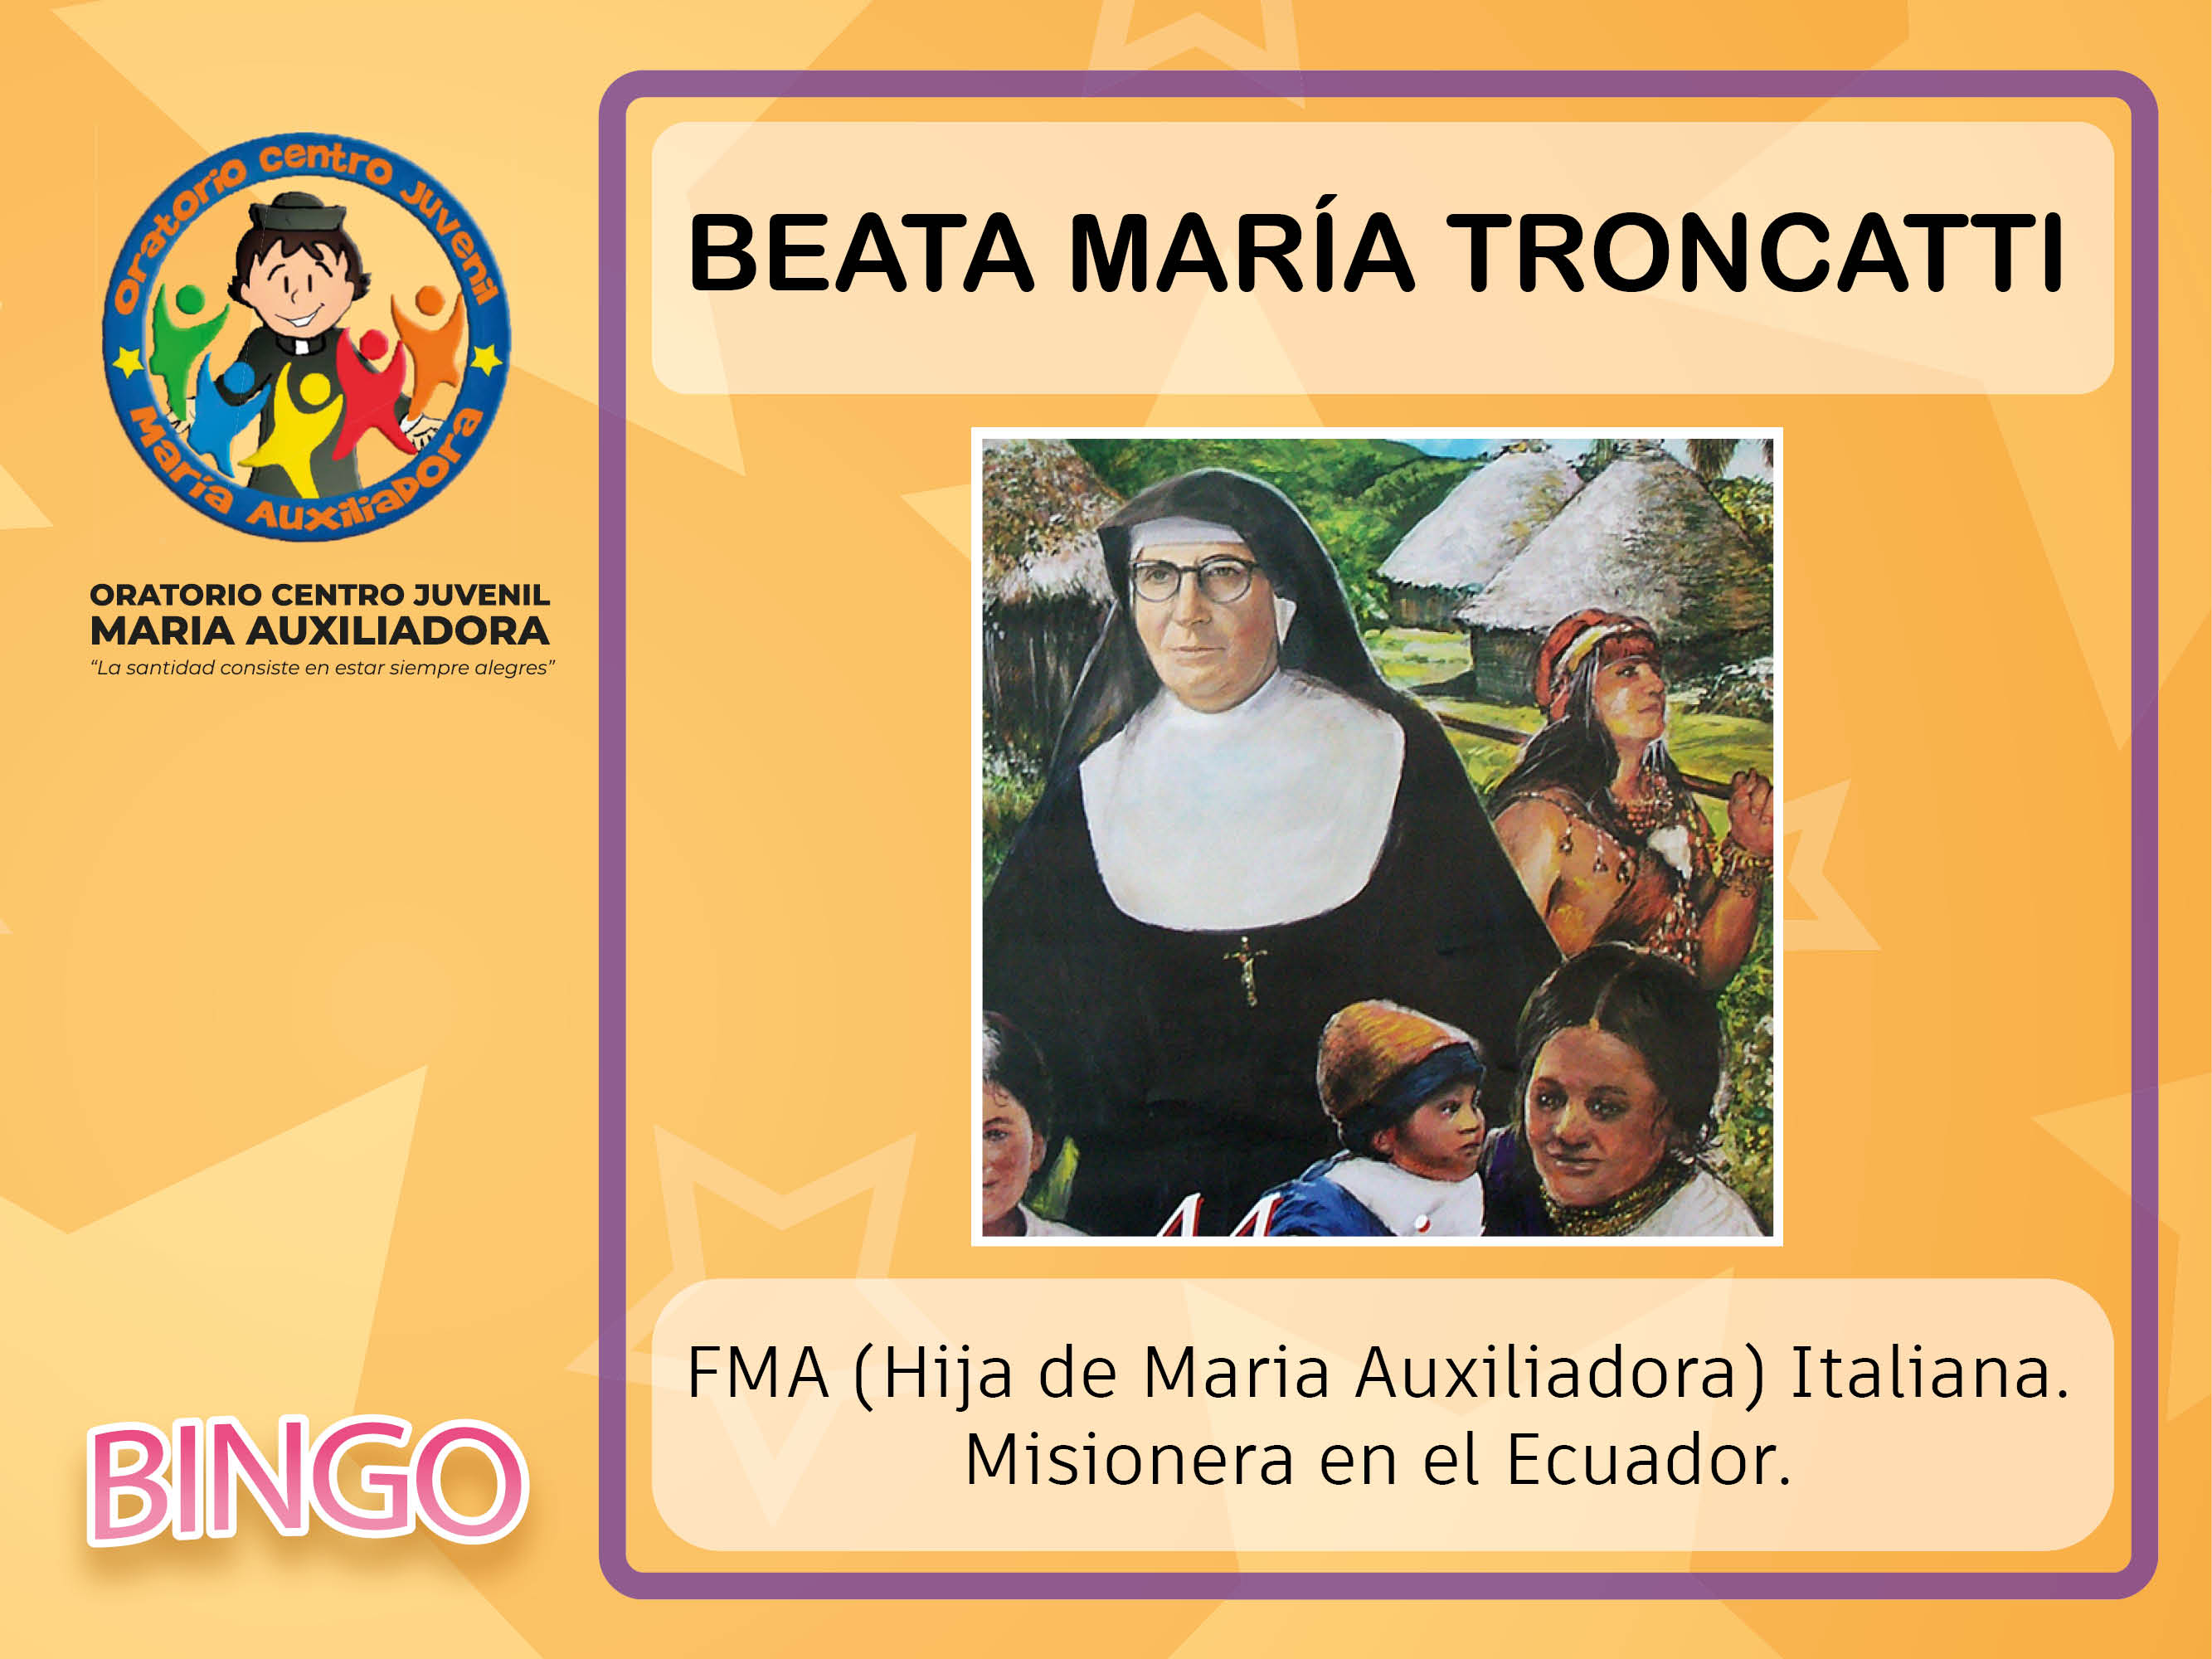 Oratorio Centro Juvenil
María Auxiliadora
ORATORIO CENTRO JUVENIL
MARIA AUXILIADORA
“La santidad consiste en estar siempre alegres”
BEATA MARÍA TRONCATTI
FMA (Hija de Maria Auxiliadora) Italiana.
Misionera en el Ecuador.
BINGO